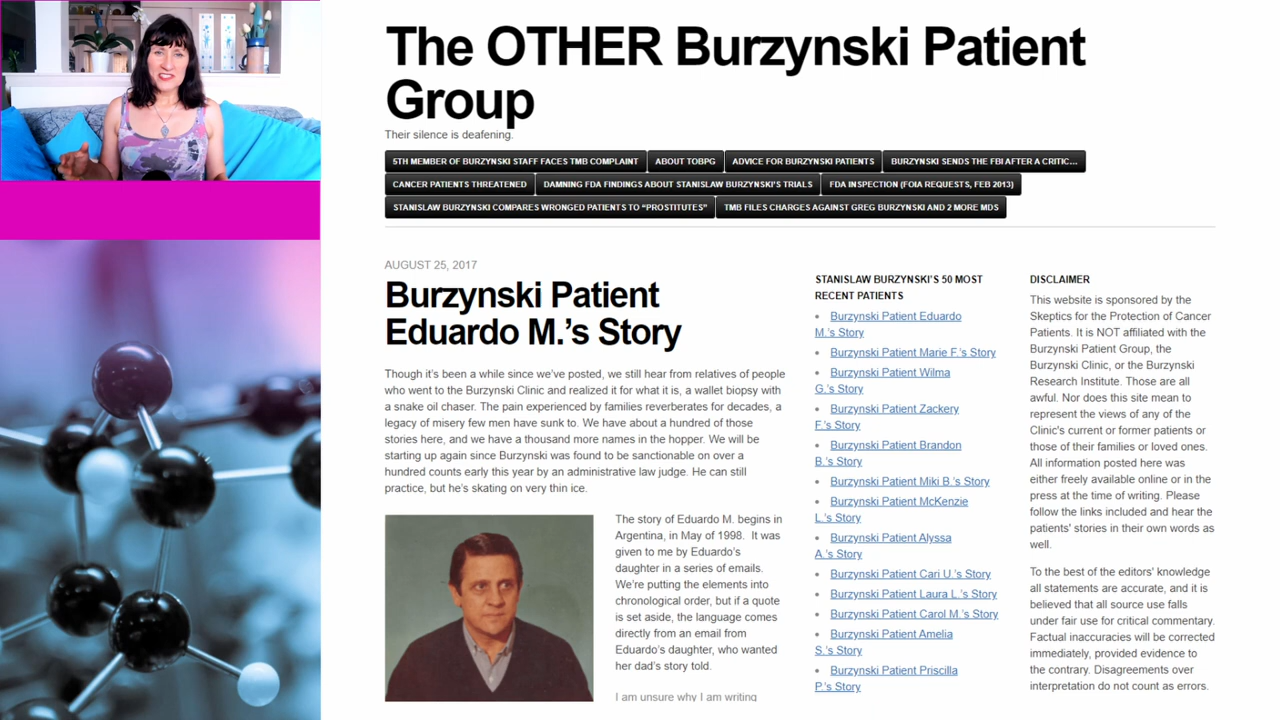 The OTHER Burzynski Patient
Group
Their silence is deafening.
5TH MEMBER OF BURZYNSKI STAFF FACES TMB COMPLAINT
ABOUT TOBPG
ADVICE FOR BURZYNSKI PATIENTS
BURZYNSKI SENDS THE FBI AFTER A CRITIC…
CANCER PATIENTS THREATENED
DAMNING FDA FINDINGS ABOUT STANISLAW BURZYNSKI'S TRIALS
FDA INSPECTION (FOIA REQUESTS, FEB 2013)
STANISLAW BURZYNSKI COMPARES WRONGED PATIENTS TO “PROSTITUTES”
TMB FILES CHARGES AGAINST GREG BURZYNSKI AND 2 MORE MDS
AUGUST 25, 2017
Burzynski Patient
Eduardo M.’s Story
Though it’s been a while since we’ve posted, we still hear from relatives of people
who went to the Burzynski Clinic and realized it for what it is, a wallet biopsy with
a snake oil chaser. The pain experienced by families reverberates for decades, a
legacy of misery few men have sunk to. We have about a hundred of those
stories here, and we have a thousand more names in the hopper. We will be
starting up again since Burzynski was found to be sanctionable on over a
hundred counts early this year by an administrative law judge. He can still
practice, but he’s skating on very thin ice.
The story of Eduardo M. begins in
Argentina, in May of 1998. It was
given to me by Eduardo’s
daughter in a series of emails.
We’re putting the elements into
chronological order, but if a quote
is set aside, the language comes
directly from an email from
Eduardo’s daughter, who wanted
her dad’s story told.
I am unsure why I am writing
STANISLAW BURZYNSKI’S 50 MOST
RECENT PATIENTS
Burzynski Patient Eduardo
M.’s Story
Burzynski Patient Marie F.’s Story
Burzynski Patient Wilma
G.’s Story
Burzynski Patient Zackery
F.’s Story
Burzynski Patient Brandon
B.’s Story
Burzynski Patient Miki B.’s Story
Burzynski Patient McKenzie
L.’s Story
Burzynski Patient Alyssa
A.’s Story
Burzynski Patient Cari U.’s Story
Burzynski Patient Laura L.’s Story
Burzynski Patient Carol M.’s Story
Burzynski Patient Amelia
S.’s Story
Burzynski Patient Priscilla
P.’s Story
DISCLAIMER
This website is sponsored by the
Skeptics for the Protection of Cancer
Patients. It is NOT affiliated with the
Burzynski Patient Group, the
Burzynski Clinic, or the Burzynski
Research Institute. Those are all
awful. Nor does this site mean to
represent the views of any of the
Clinic's current or former patients or
those of their families or loved ones.
All information posted here was
either freely available online or in the
press at the time of writing. Please
follow the links included and hear the
patients' stories in their own words as
well.
To the best of the editors' knowledge
all statements are accurate, and it is
believed that all source use falls
under fair use for critical commentary.
Factual inaccuracies will be corrected
immediately, provided evidence to
the contrary. Disagreements over
interpretation do not count as errors.